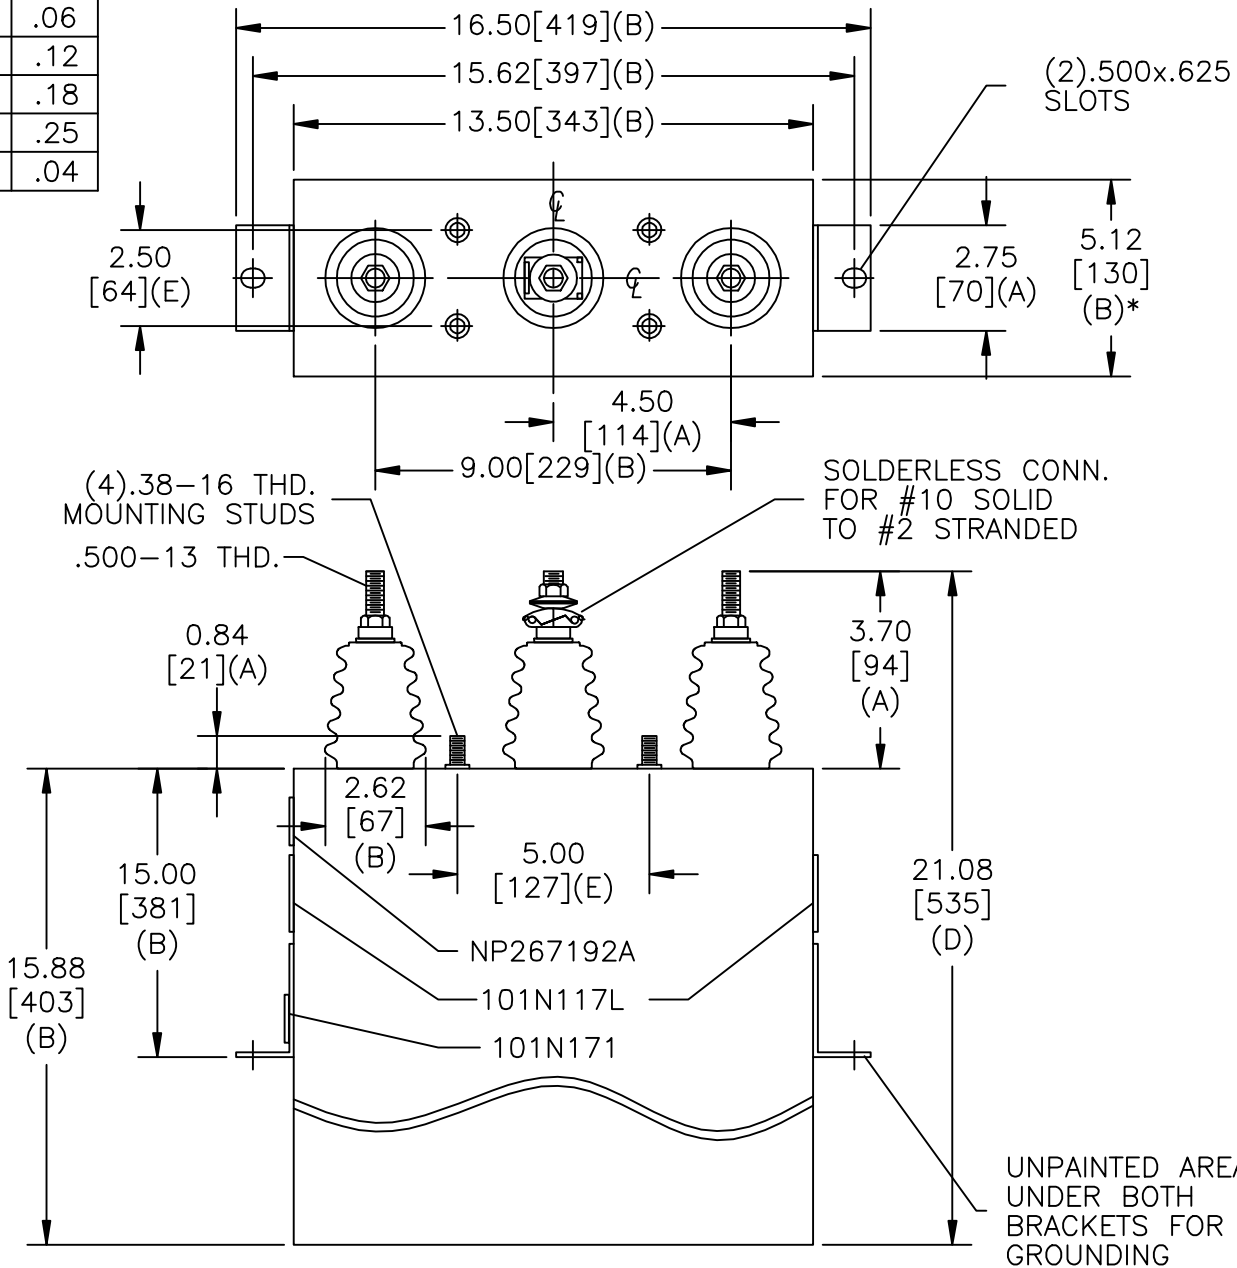 .06
.12
.18
.25
.04
16.50[419](B)
15.62[397](B)
13.50[343](B)
(2).500x.625
SLOTS
2.50
[64](E)
CL
CL
2.75
[70](A)
5.12
[130]
(B)*
4.50
[114](A)
9.00[229](B)
(4).38-16 THD.
MOUNTING STUDS
.500-13 THD.
SOLDERLESS CONN.
FOR #10 SOLID
TO #2 STRANDED
0.84
[21](A)
3.70
[94]
(A)
2.62
[67]
(B)
5.00
[127](E)
15.00
[381]
(B)
21.08
[535]
(D)
15.88
[403]
(B)
NP267192A
101N117L
101N171
UNPAINTED AREA
UNDER BOTH
BRACKETS FOR
GROUNDING